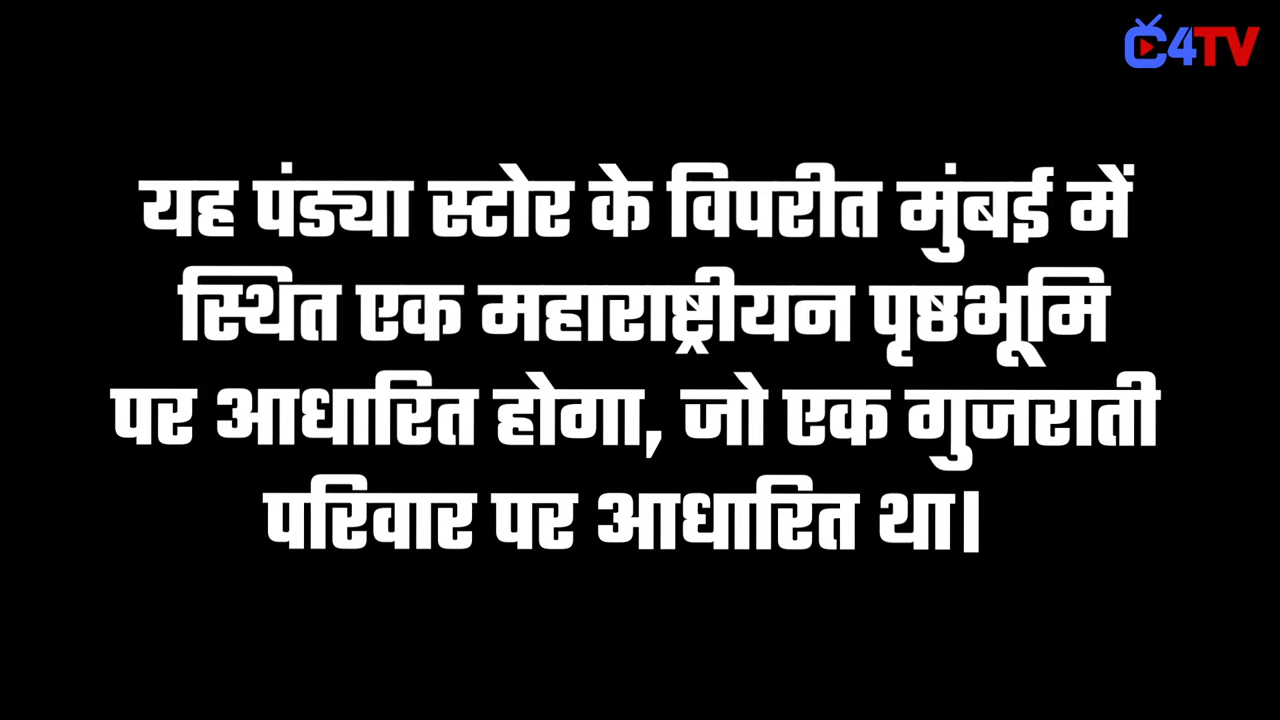 C4TV
यह पंड्या स्टोर के विपरीत मुंबई में
स्थित एक महाराष्ट्रीयन पृष्ठभूमि
पर आधारित होगा, जो एक गुजराती
परिवार पर आधारित था।